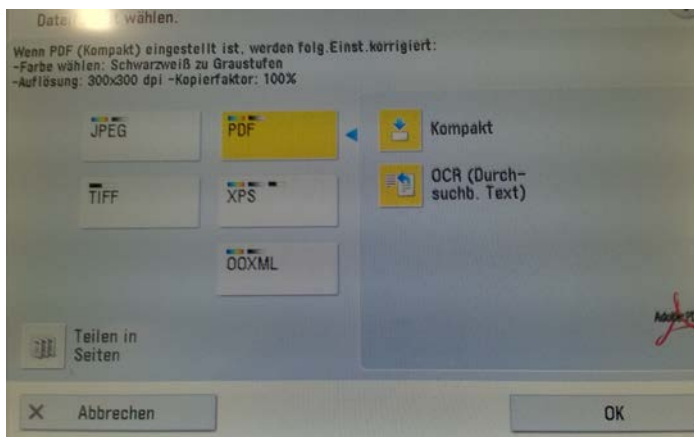 wählen.
Wenn PDF (Kompakt) eingestellt ist, werden folg.Einst.korrigiert:
-Farbe wählen: Schwarzweiß zu Graustufen
-Auflösung: 300x300 dpi -Kopierfaktor: 100%
JPEG
PDF
Kompakt
TIFF
XPS
OCR (Durch-
suchb. Text)
OOXML
Teilen in
Seiten
Abbrechen
OK